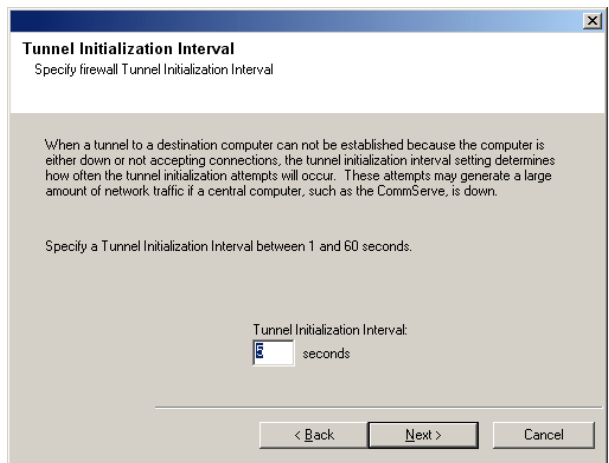 Tunnel Initialization Interval
Specify firewall Tunnel Initialization Interval
When a tunnel to a destination computer can not be established because the computer is
either down or not accepting connections, the tunnel initialization interval setting determines
how often the tunnel initialization attempts will occur. These attempts may generate a large
amount of network traffic if a central computer, such as the CommServe, is down.
Specify a Tunnel Initialization Interval between 1 and 60 seconds.
Tunnel Initialization Interval:
5 seconds
< Back Next > Cancel